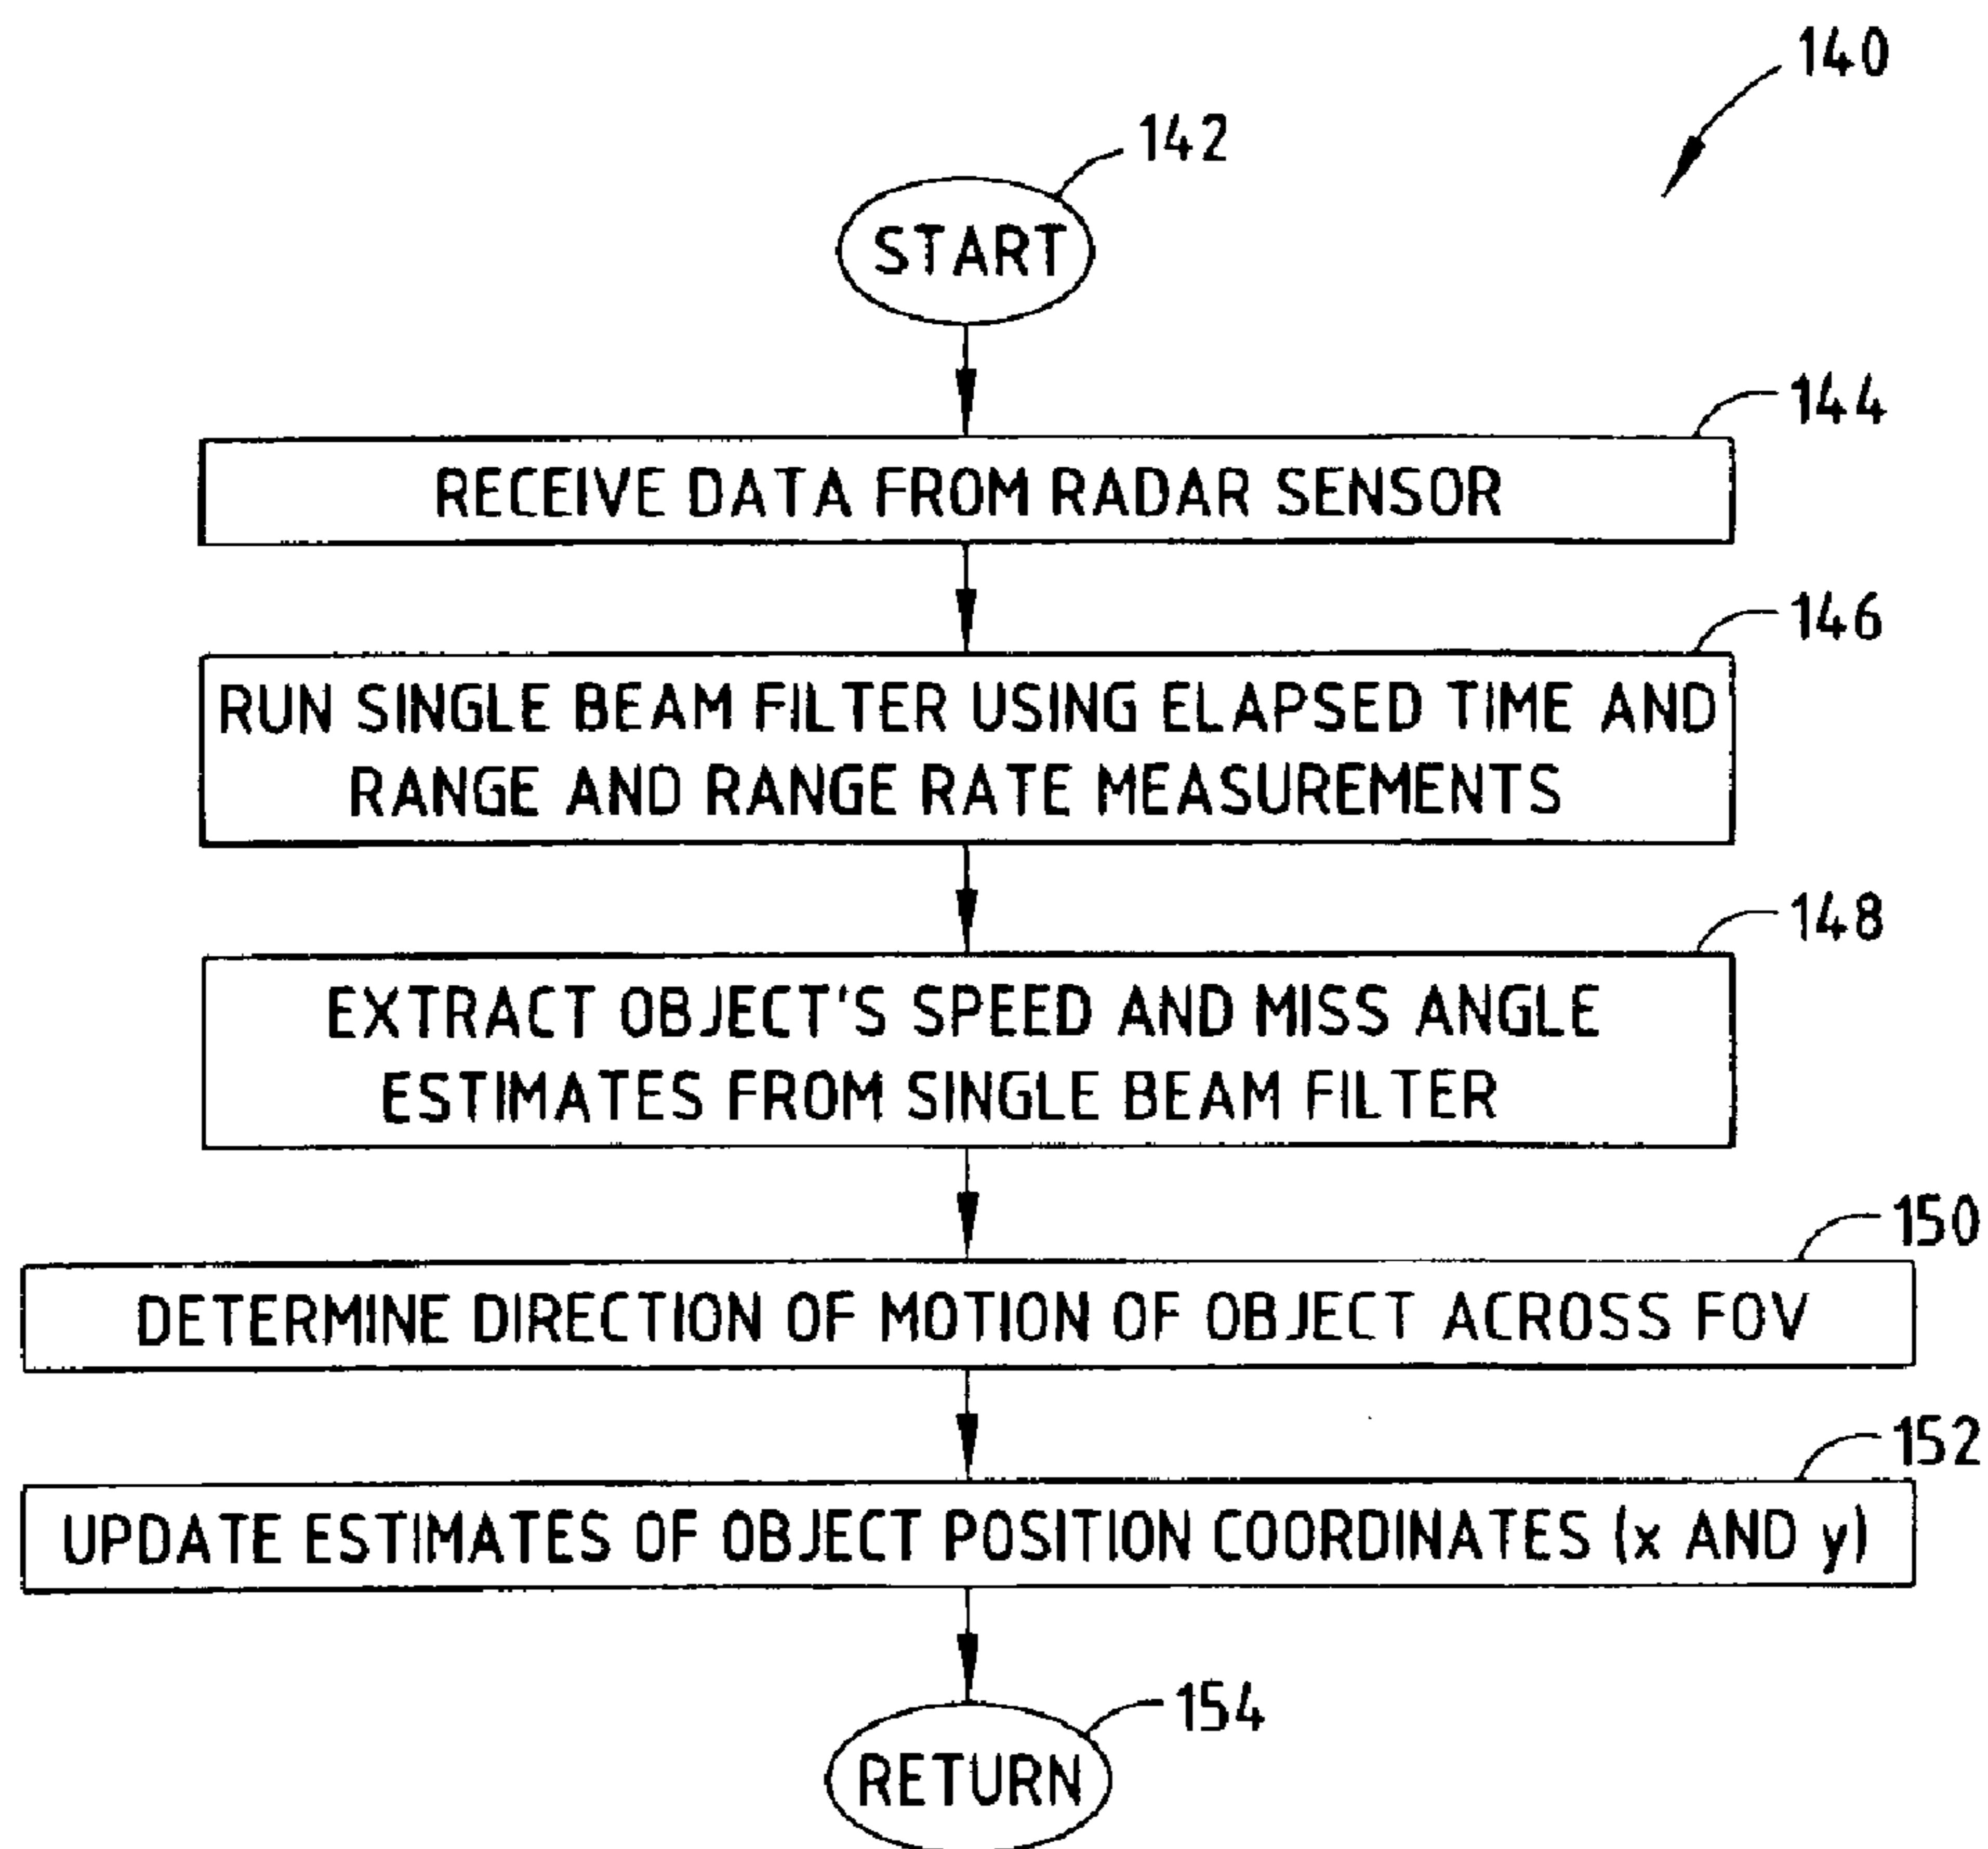 140
142
START
144
RECEIVE DATA FROM RADAR SENSOR
146
RUN SINGLE BEAM FILTER USING ELAPSED TIME AND
RANGE AND RANGE RATE MEASUREMENTS
148
EXTRACT OBJECT'S SPEED AND MISS ANGLE
ESTIMATES FROM SINGLE BEAM FILTER
150
DETERMINE DIRECTION OF MOTION OF OBJECT ACROSS FOV
152
UPDATE ESTIMATES OF OBJECT POSITION COORDINATES (x AND y)
154
RETURN